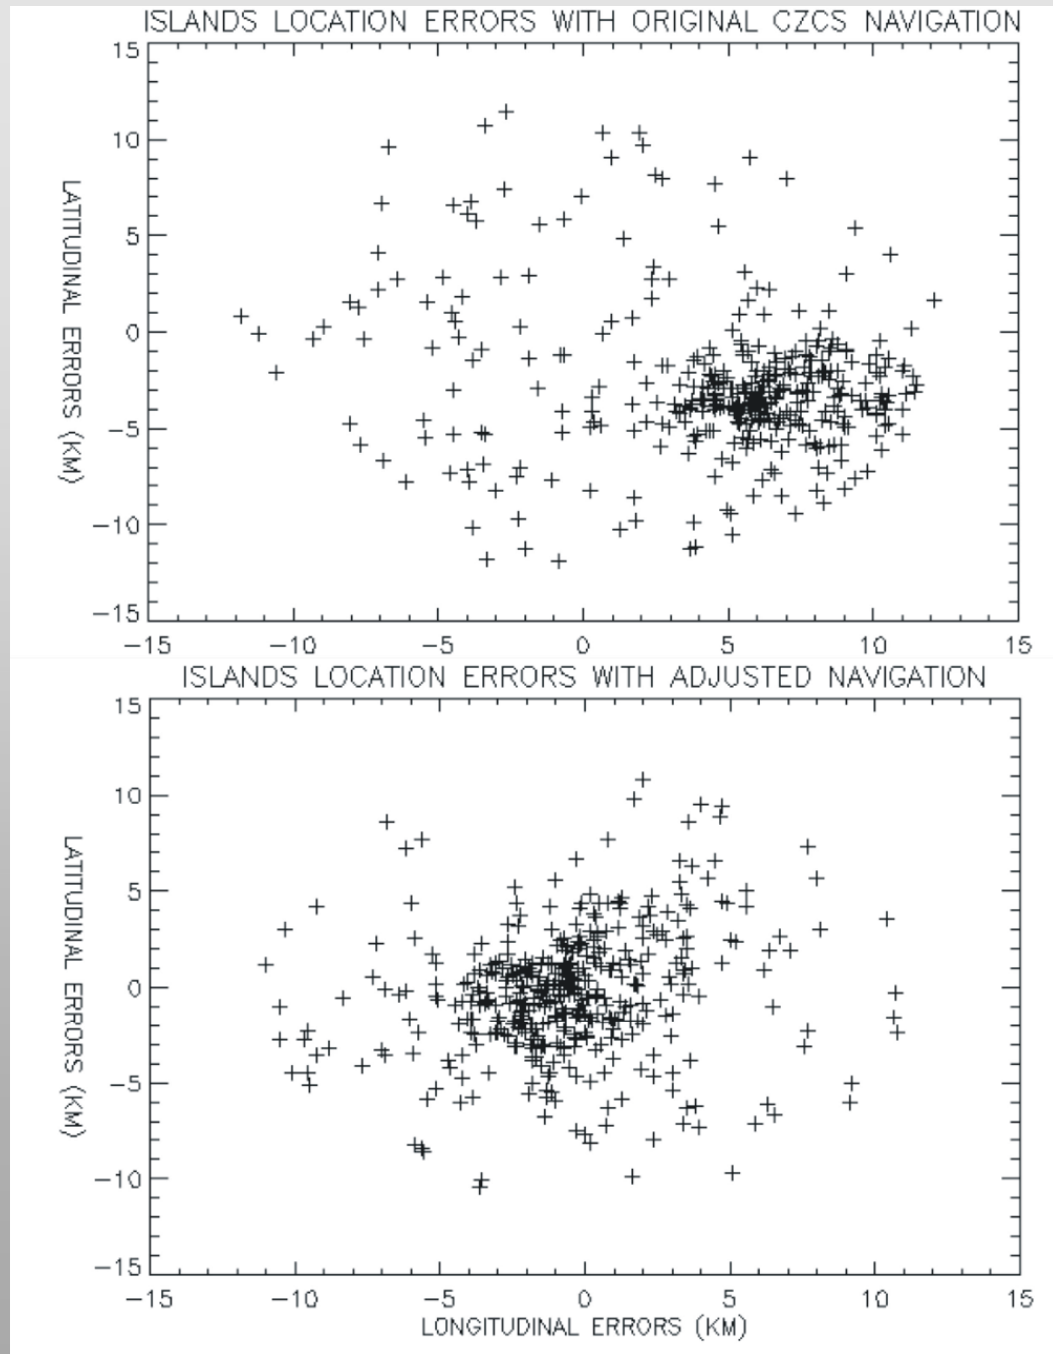 ISLANDS LOCATION ERRORS WITH ORIGINAL CZCS NAVIGATION
15
10
5
0
−5
−10
−15
LATITUDINAL ERRORS (KM)
−15 −10 −5 0 5 10 15
ISLANDS LOCATION ERRORS WITH ADJUSTED NAVIGATION
15
10
5
0
−5
−10
−15
LATITUDINAL ERRORS (KM)
−15 −10 −5 0 5 10 15
LONGITUDINAL ERRORS (KM)